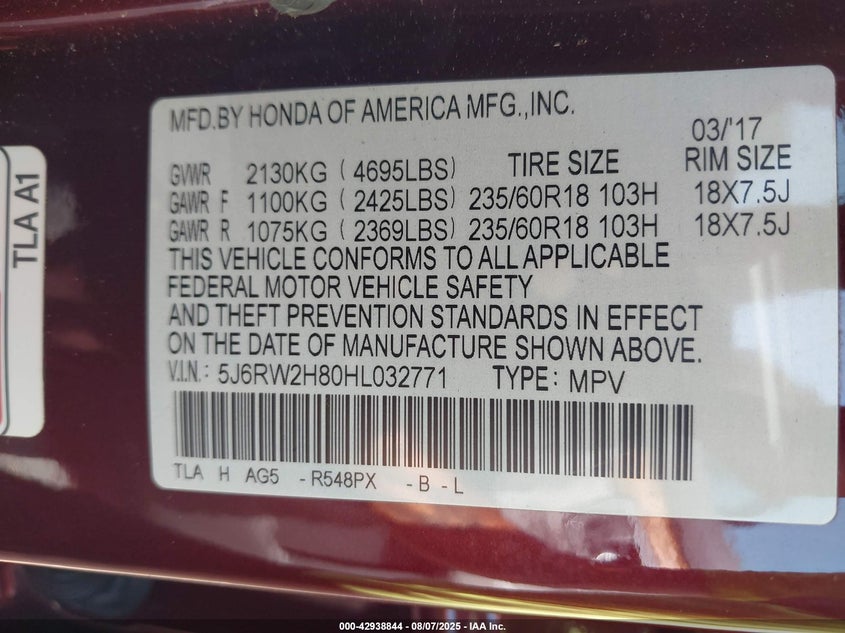 MFD.BY HONDA OF AMERICA MFG.,INC.
03/'17
GVWR 2130KG ( 4695LBS) TIRE SIZE RIM SIZE
GAWR F 1100KG ( 2425LBS) 235/60R18 103H 18X7.5J
GAWR R 1075KG ( 2369LBS) 235/60R18 103H 18X7.5J
THIS VEHICLE CONFORMS TO ALL APPLICABLE
FEDERAL MOTOR VEHICLE SAFETY
AND THEFT PREVENTION STANDARDS IN EFFECT
ON THE DATE OF MANUFACTURE SHOWN ABOVE.
V.I.N.: 5J6RW2H80HL032771 TYPE: MPV
TLA H AG5 - R548PX - B - L
TLA A1
000-42938844 - 08/07/2025 - IAA Inc.